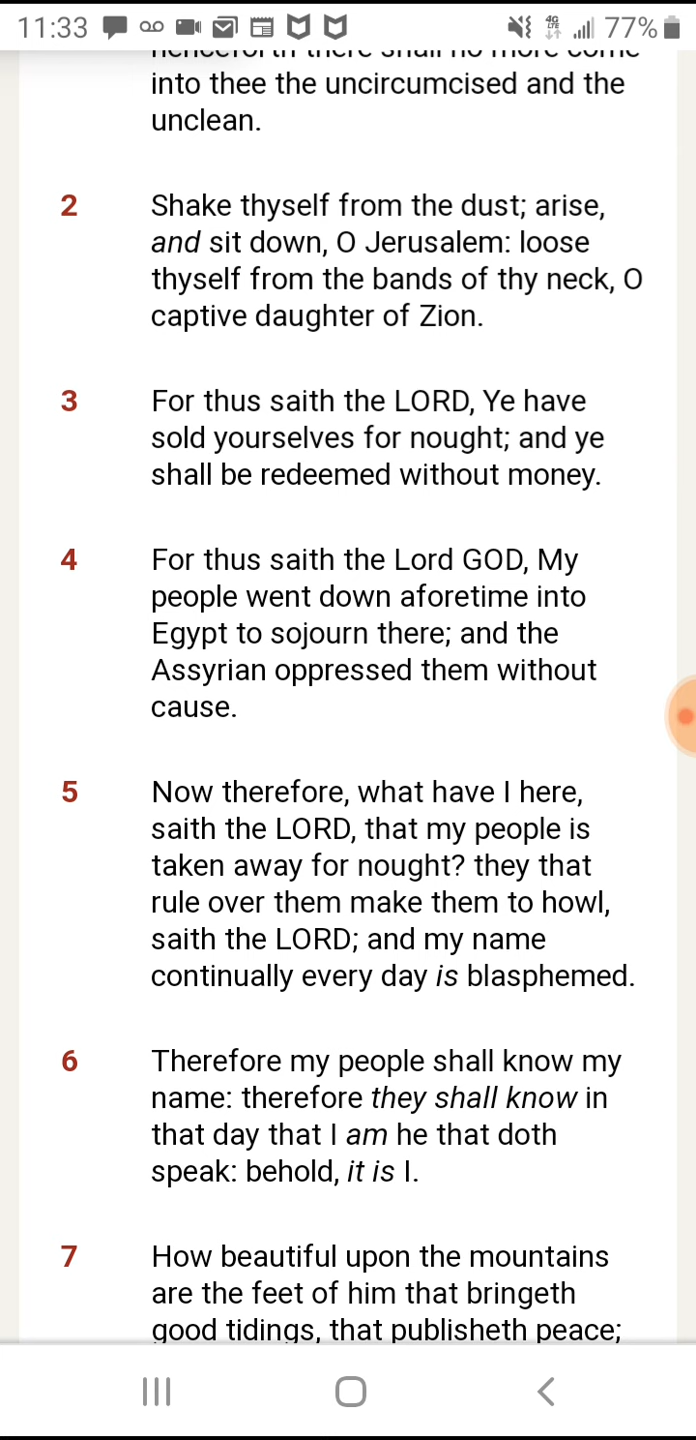 11:33
4G
LTE
77%
henceforth there shall no more come
into thee the uncircumcised and the
unclean.
2
Shake thyself from the dust; arise,
and sit down, O Jerusalem: loose
thyself from the bands of thy neck, O
captive daughter of Zion.
3
For thus saith the LORD, Ye have
sold yourselves for nought; and ye
shall be redeemed without money.
4
For thus saith the Lord GOD, My
people went down aforetime into
Egypt to sojourn there; and the
Assyrian oppressed them without
cause.
5
Now therefore, what have I here,
saith the LORD, that my people is
taken away for nought? they that
rule over them make them to howl,
saith the LORD; and my name
continually every day is blasphemed.
6
Therefore my people shall know my
name: therefore they shall know in
that day that I am he that doth
speak: behold, it is I.
7
How beautiful upon the mountains
are the feet of him that bringeth
good tidings, that publisheth peace;